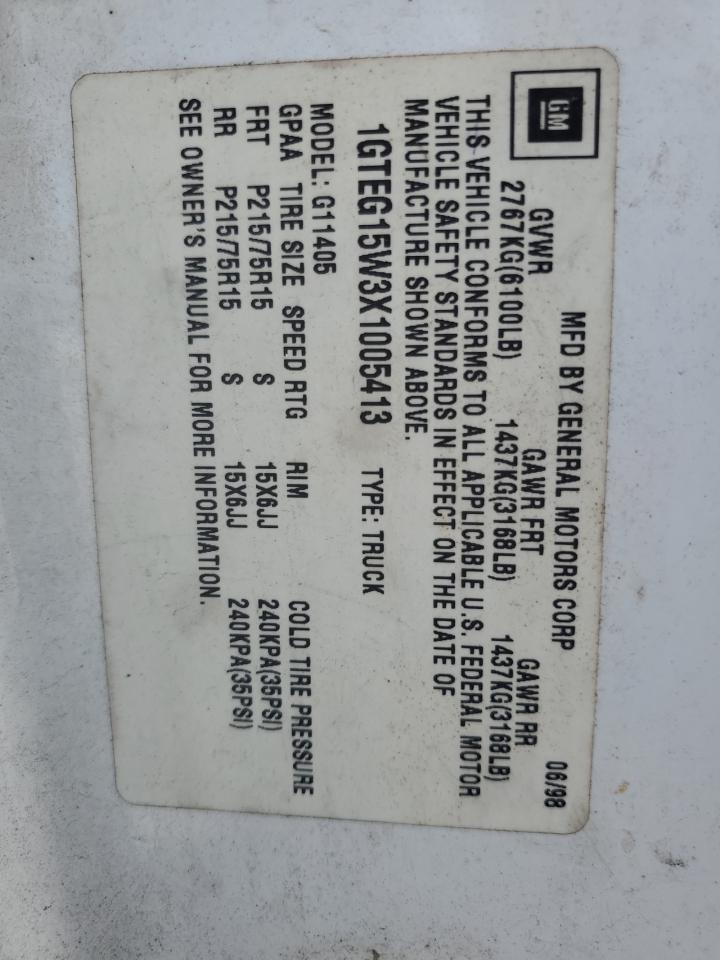 GM
MFD BY GENERAL MOTORS CORP 06/98
GVWR GAWR FRT GAWR RR
2767KG(6100LB) 1437KG(3168LB) 1437KG(3168LB)
THIS VEHICLE CONFORMS TO ALL APPLICABLE U.S. FEDERAL MOTOR
VEHICLE SAFETY STANDARDS IN EFFECT ON THE DATE OF
MANUFACTURE SHOWN ABOVE.
1GTEG15W3X1005413 TYPE: TRUCK
MODEL: G11405
GPAA TIRE SIZE SPEED RTG RIM COLD TIRE PRESSURE
FRT P215/75R15 S 15X6JJ 240KPA(35PSI)
RR P215/75R15 S 15X6JJ 240KPA(35PSI)
SEE OWNER'S MANUAL FOR MORE INFORMATION.